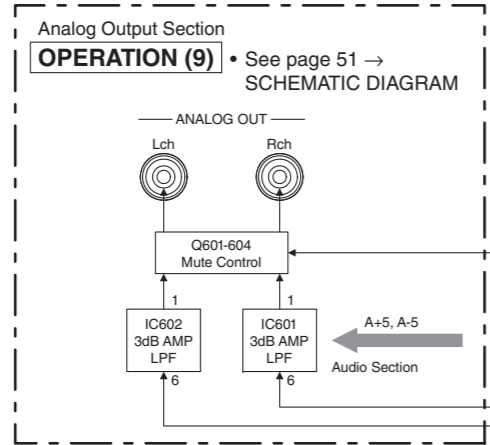 Analog Output Section
OPERATION (9) • See page 51 →
SCHEMATIC DIAGRAM
ANALOG OUT
Lch Rch
Q601-604
Mute Control
1 1
IC602
3dB AMP
LPF
IC601
3dB AMP
LPF
A+5, A-5
Audio Section
6 6